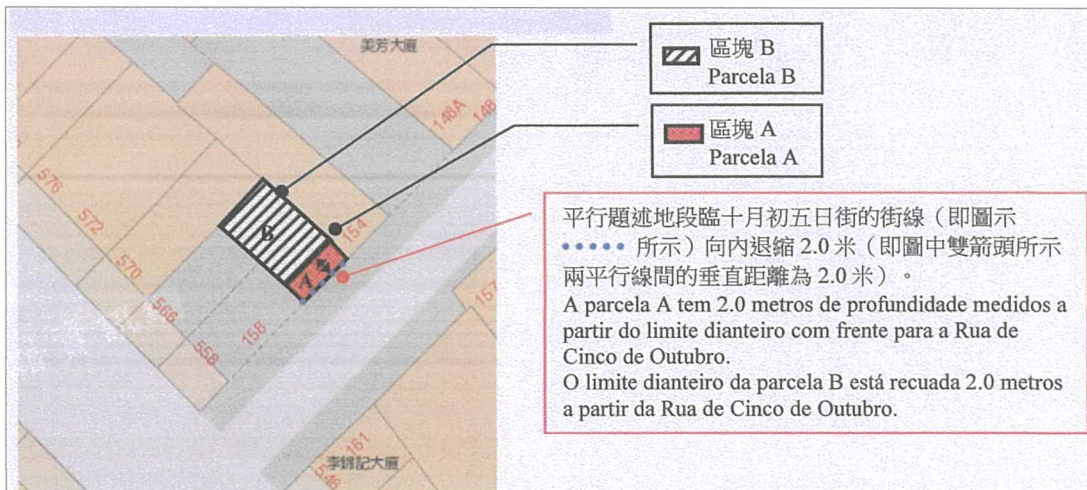 美芳大廈
148A
148
576
572
570
566
558
156
154
B
A
157
161
546
李錦記大廈
區塊 B
Parcela B
區塊 A
Parcela A
平行題述地段臨十月初五日街的街線（即圖示
•••••• 所示）向內退縮 2.0 米（即圖中雙箭頭所示
兩平行線間的垂直距離為 2.0 米）。
A parcela A tem 2.0 metros de profundidade medidos a
partir do limite dianteiro com frente para a Rua de
Cinco de Outubro.
O limite dianteiro da parcela B está recuada 2.0 metros
a partir da Rua de Cinco de Outubro.